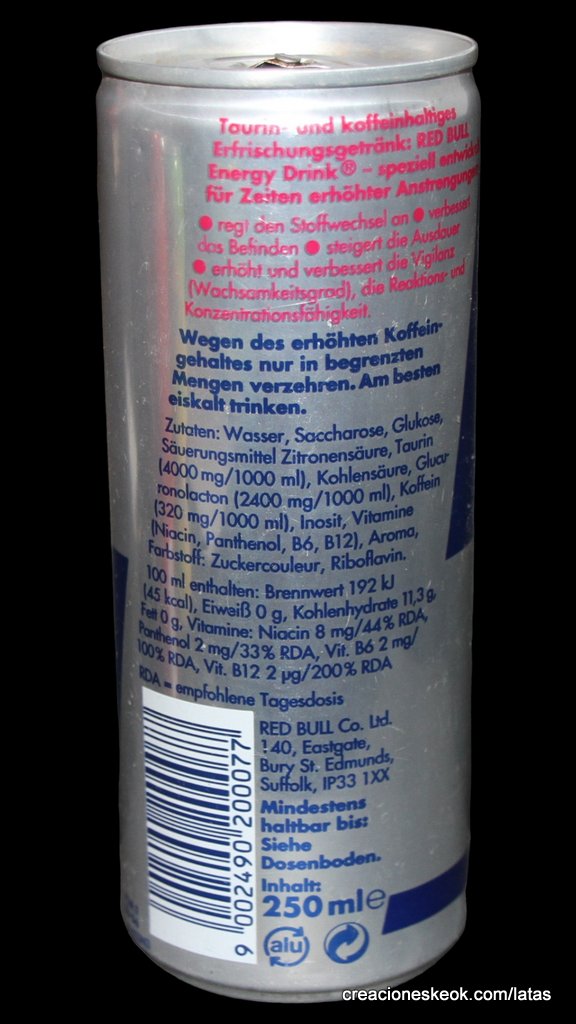 Taurin- und koffeinhaltiges
Erfrischungsgetränk: RED BULL
Energy Drink® – speziell entwick
für Zeiten erhöhter Anstrengungen
● regt den Stoffwechsel an ● verbessert
das Befinden ● steigert die Ausdauer
● erhöht und verbessert die Vigilanz
(Wachsamkeitsgrad), die Reaktions- und
Konzentrationsfähigkeit.
Wegen des erhöhten Koffein-
gehaltes nur in begrenzten
Mengen verzehren. Am besten
eiskalt trinken.
Zutaten: Wasser, Saccharose, Glukose,
Säuerungsmittel Zitronensäure, Taurin
(4000 mg/1000 ml), Kohlensäure, Glucu-
ronolacton (2400 mg/1000 ml), Koffein
(320 mg/1000 ml), Inosit, Vitamine
(Niacin, Panthenol, B6, B12), Aroma,
Farbstoff: Zuckercouleur, Riboflavin.
100 ml enthalten: Brennwert 192 kJ
(45 kcal), Eiweiß 0 g, Kohlenhydrate 11,3 g,
Fett 0 g, Vitamine: Niacin 8 mg/44% RDA,
Panthenol 2 mg/33% RDA, Vit. B6 2 mg/
100% RDA, Vit. B12 2 µg/200% RDA
RDA = empfohlene Tagesdosis
RED BULL Co. Ltd.
140, Eastgate,
Bury St. Edmunds,
Suffolk, IP33 1XX
Mindestens
haltbar bis:
Siehe
Dosenboden.
Inhalt:
250 ml e
alu
9 002490 200077
creacioneskeok.com/latas